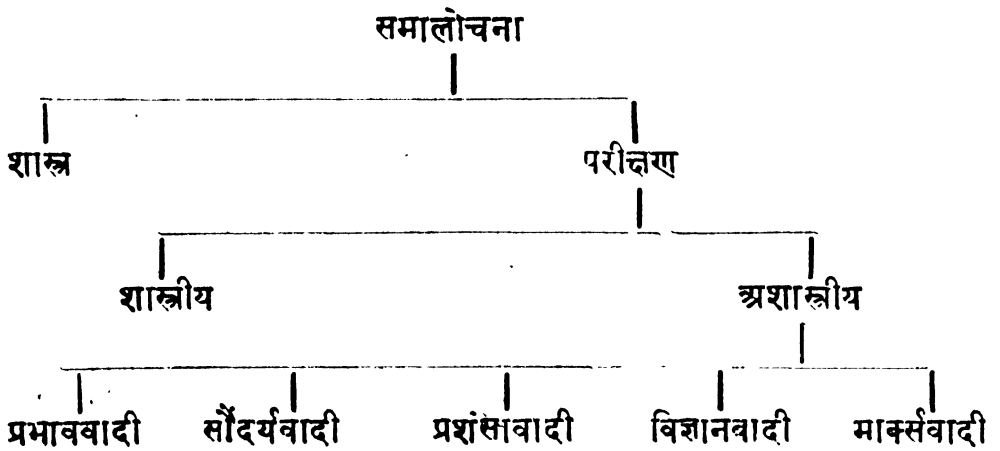 समालोचना
शास्त्र परीक्षण
शास्त्रीय अशास्त्रीय
प्रभाववादी सौंदर्यवादी प्रशंसावादी विज्ञानवादी मार्क्सवादी